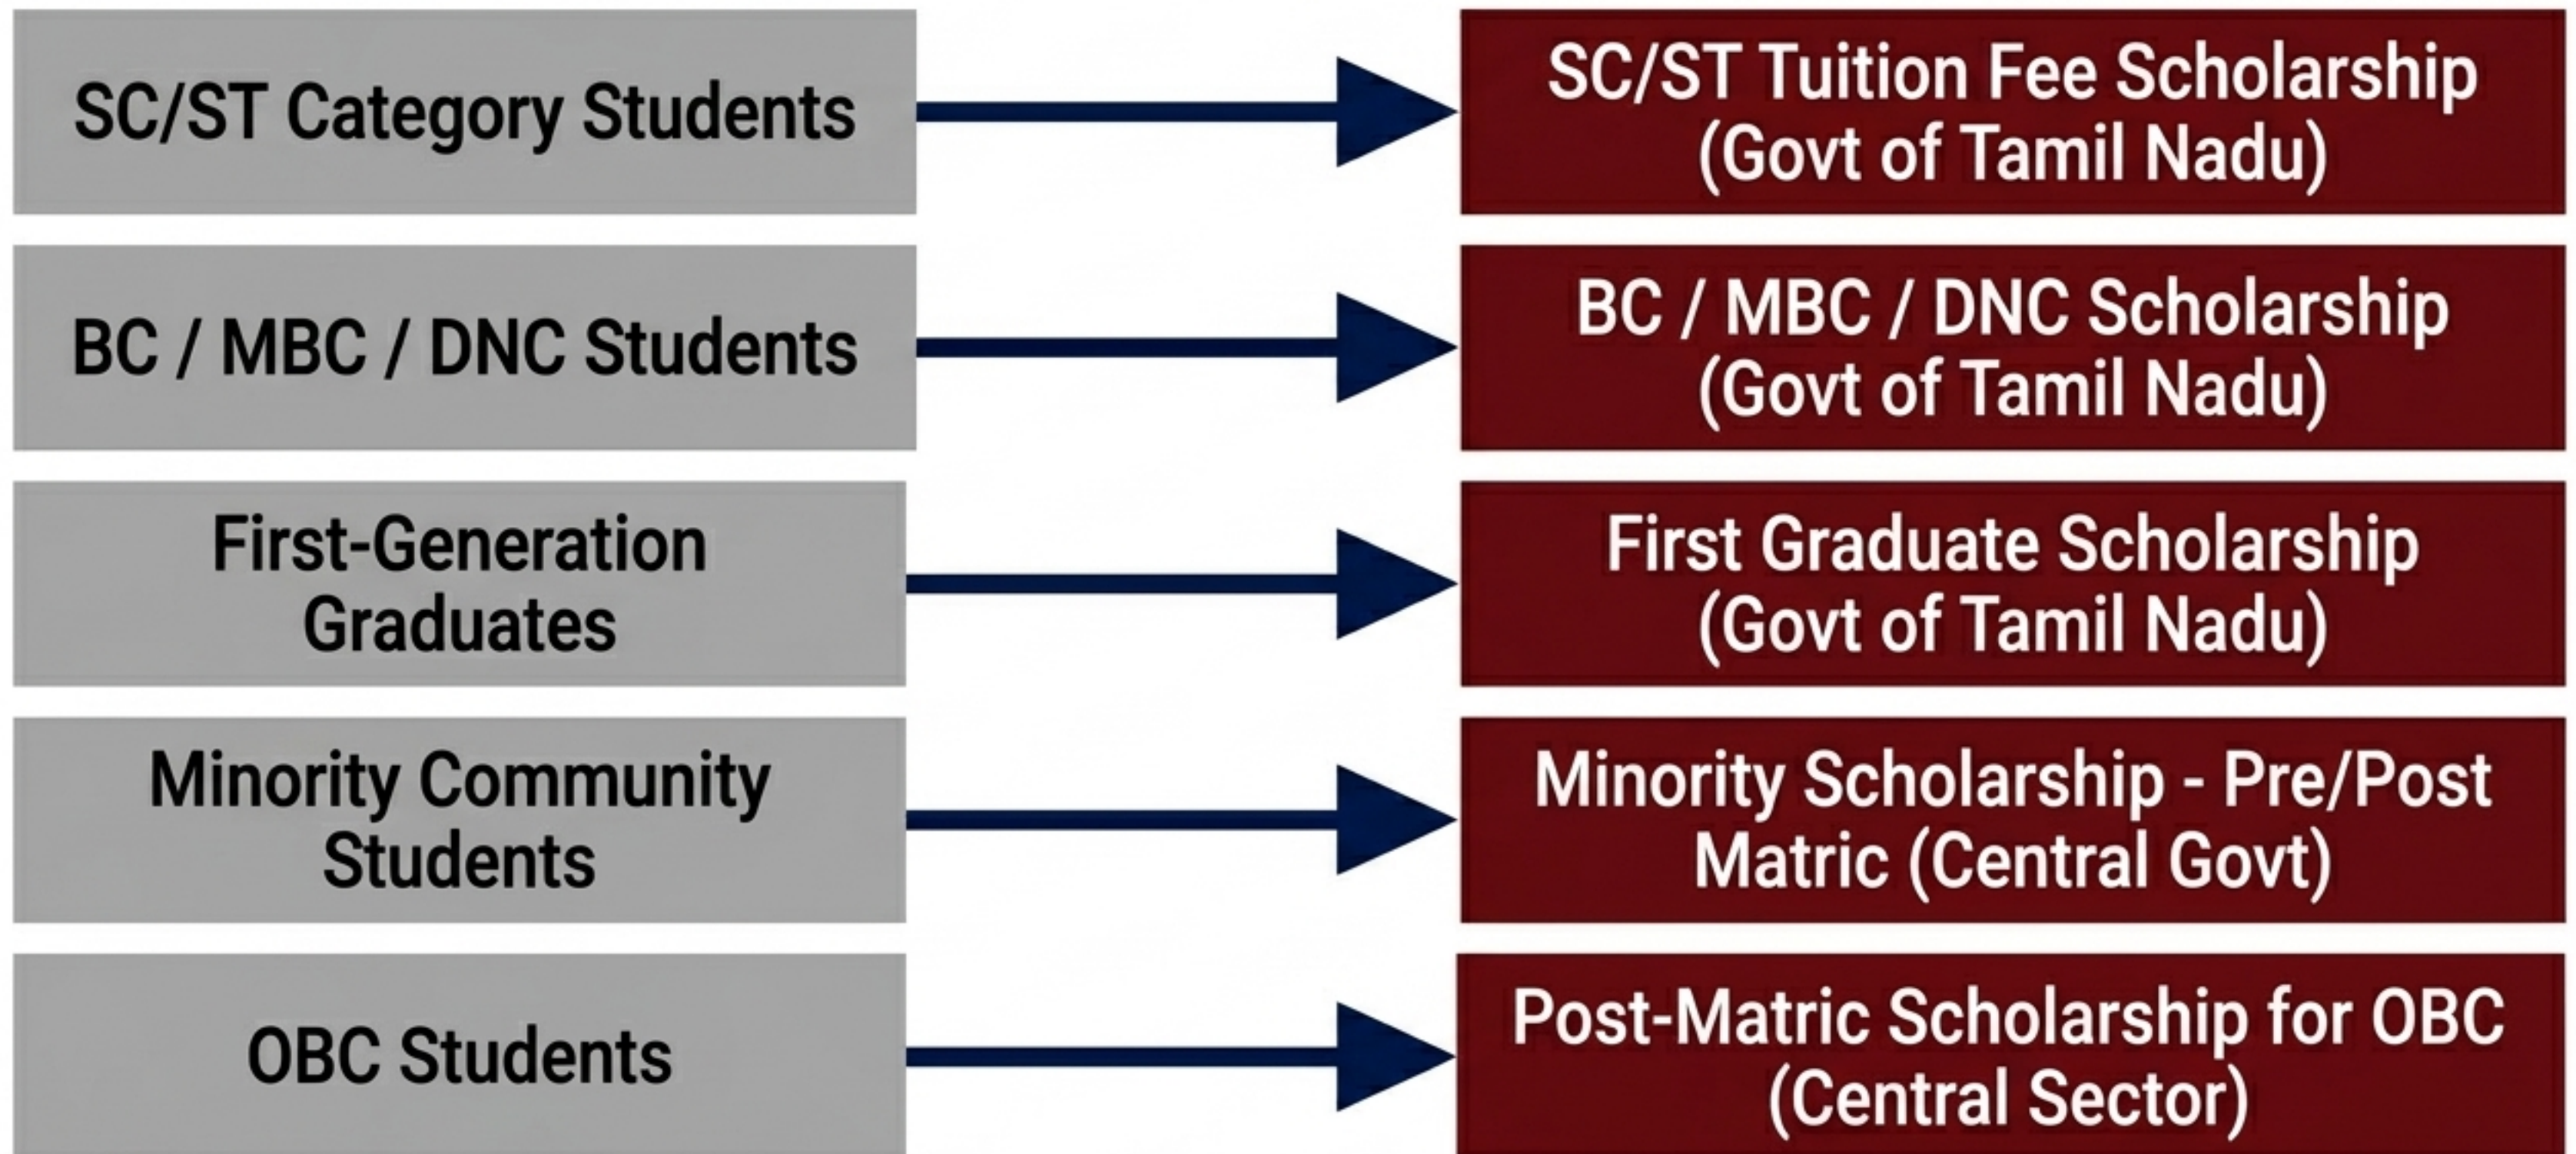 SC/ST Category Students
SC/ST Tuition Fee Scholarship
(Govt of Tamil Nadu)
BC / MBC / DNC Students
BC / MBC / DNC Scholarship
(Govt of Tamil Nadu)
First-Generation
Graduates
First Graduate Scholarship
(Govt of Tamil Nadu)
Minority Community
Students
Minority Scholarship - Pre/Post
Matric (Central Govt)
OBC Students
Post-Matric Scholarship for OBC
(Central Sector)